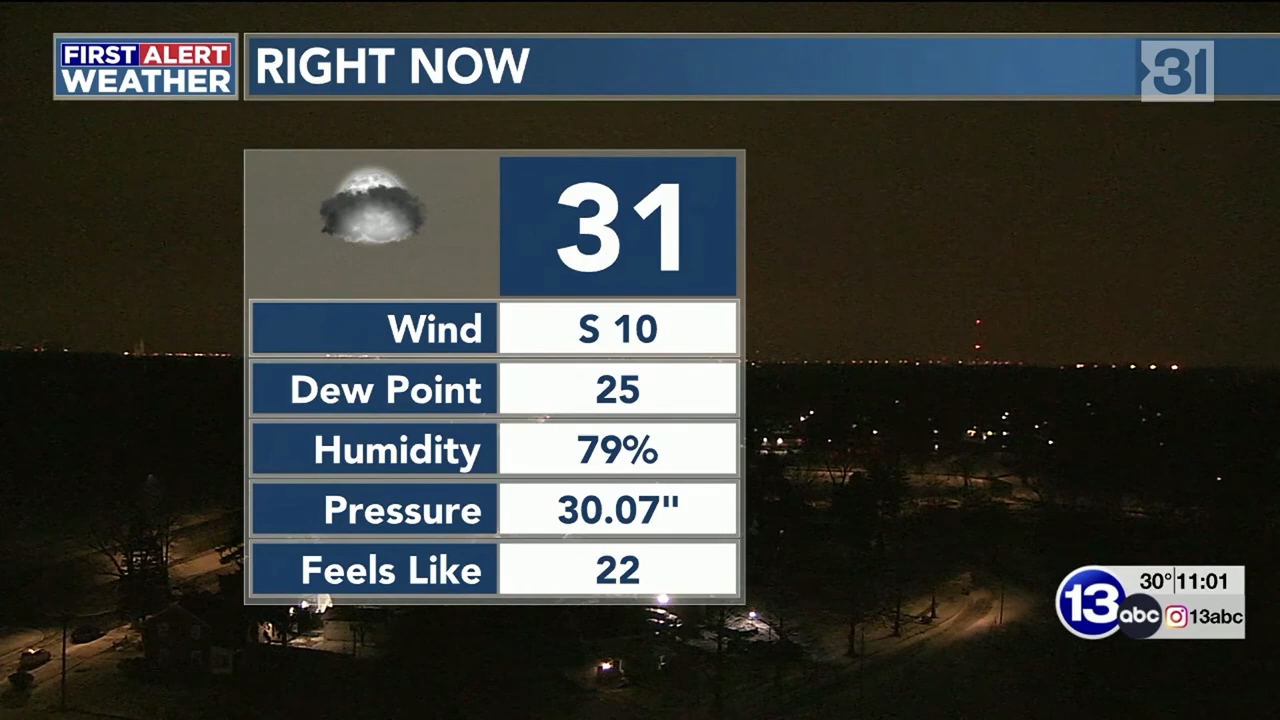 FIRST ALERT
WEATHER
RIGHT NOW
31
31
Wind S 10
Dew Point 25
Humidity 79%
Pressure 30.07"
Feels Like 22
30° 11:01
13 abc 13abc